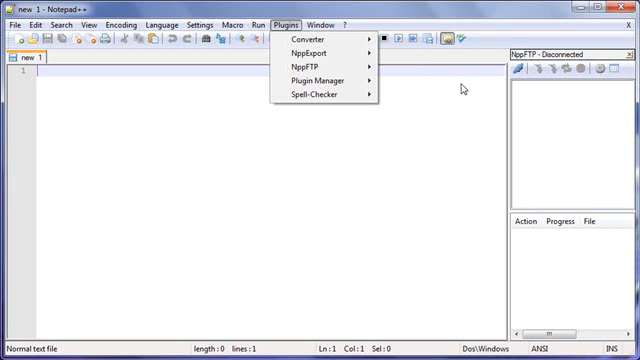 new 1 - Notepad++
File Edit Search View Encoding Language Settings Macro Run Plugins Window ? X
new 1
1
Converter
NppExport
NppFTP
Plugin Manager
Spell-Checker
NppFTP - Disconnected
Action Progress File
Normal text file length : 0 lines : 1 Ln : 1 Col : 1 Sel : 0 Dos\Windows ANSI INS